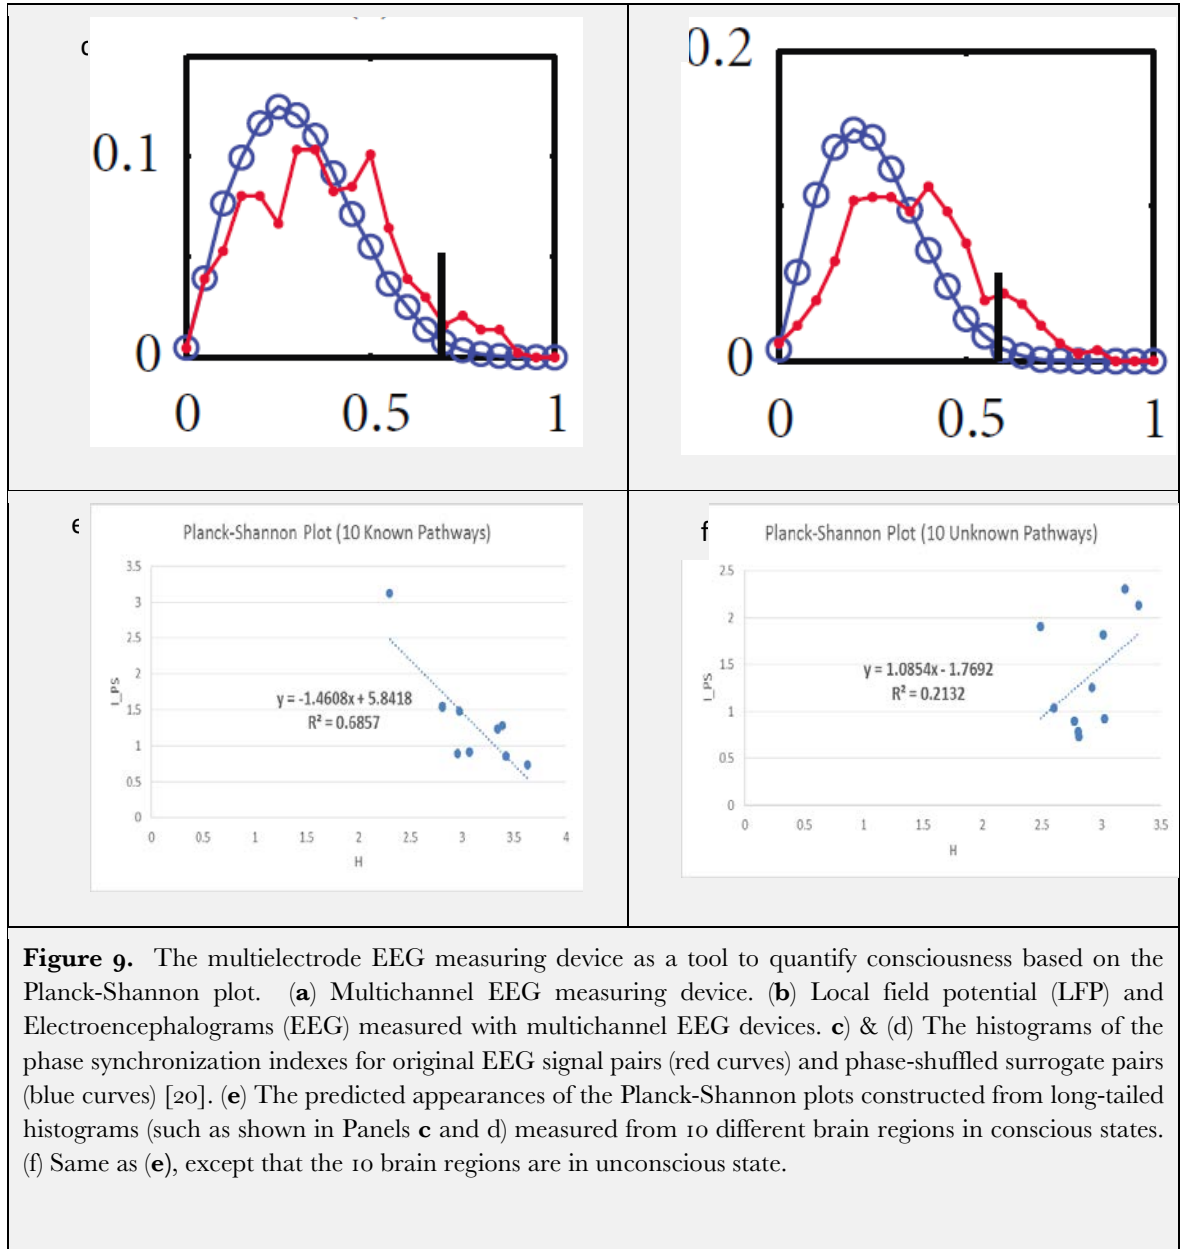 0.1
0
0
0.5
1
0.2
0
0
0.5
1
e
Planck-Shannon Plot (10 Known Pathways)
3.5
3
2.5
2
1.5
1
0.5
0
I_PS
y = -1.4608x + 5.8418
R² = 0.6857
0 0.5 1 1.5 2 2.5 3 3.5 4
H
f
Planck-Shannon Plot (10 Unknown Pathways)
2.5
2
1.5
1
0.5
0
I_PS
y = 1.0854x - 1.7692
R² = 0.2132
0 0.5 1 1.5 2 2.5 3 3.5
H
Figure 9. The multielectrode EEG measuring device as a tool to quantify consciousness based on the
Planck-Shannon plot. (a) Multichannel EEG measuring device. (b) Local field potential (LFP) and
Electroencephalograms (EEG) measured with multichannel EEG devices. c) & (d) The histograms of the
phase synchronization indexes for original EEG signal pairs (red curves) and phase-shuffled surrogate pairs
(blue curves) [20]. (e) The predicted appearances of the Planck-Shannon plots constructed from long-tailed
histograms (such as shown in Panels c and d) measured from 10 different brain regions in conscious states.
(f) Same as (e), except that the 10 brain regions are in unconscious state.